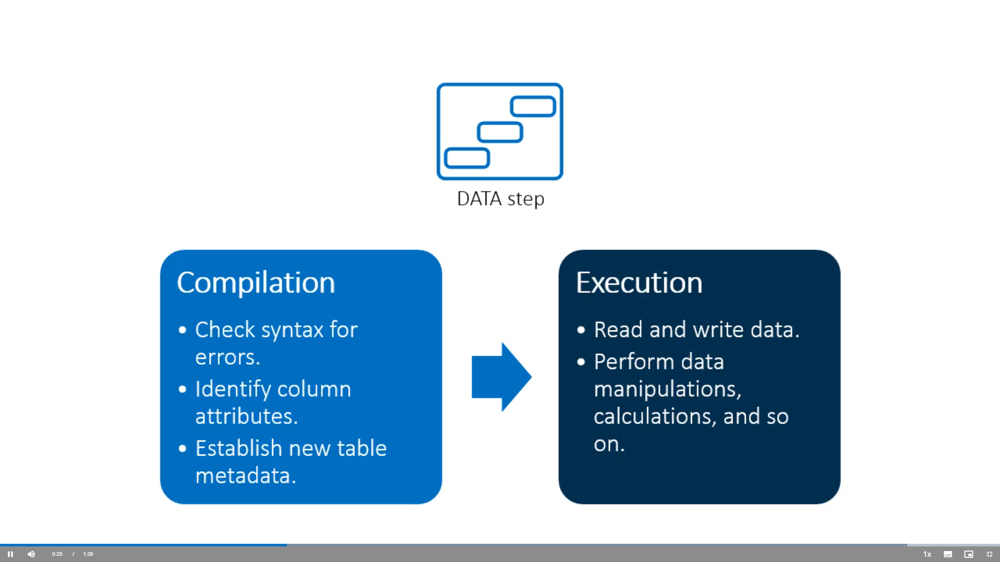 DATA step
Compilation
• Check syntax for
errors.
• Identify column
attributes.
• Establish new table
metadata.
Execution
• Read and write data.
• Perform data
manipulations,
calculations, and so
on.
0:25 / 1:28
1x